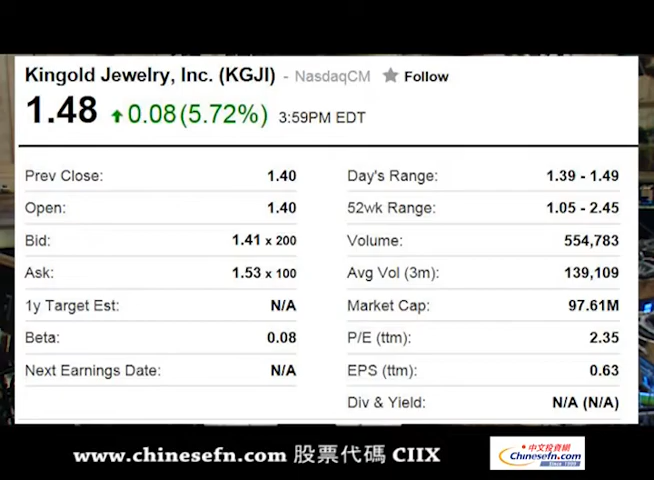 Kingold Jewelry, Inc. (KGJI) - NasdaqCM ★ Follow
1.48 0.08 (5.72%) 3:59PM EDT
Prev Close: 1.40
Open: 1.40
Bid: 1.41 x 200
Ask: 1.53 x 100
1y Target Est: N/A
Beta: 0.08
Next Earnings Date: N/A
Day's Range: 1.39 - 1.49
52wk Range: 1.05 - 2.45
Volume: 554,783
Avg Vol (3m): 139,109
Market Cap: 97.61M
P/E (ttm): 2.35
EPS (ttm): 0.63
Div & Yield: N/A (N/A)
www.chinesefn.com 股票代碼 CIIX
中文投資網
Chinesefn.com
Since 1999